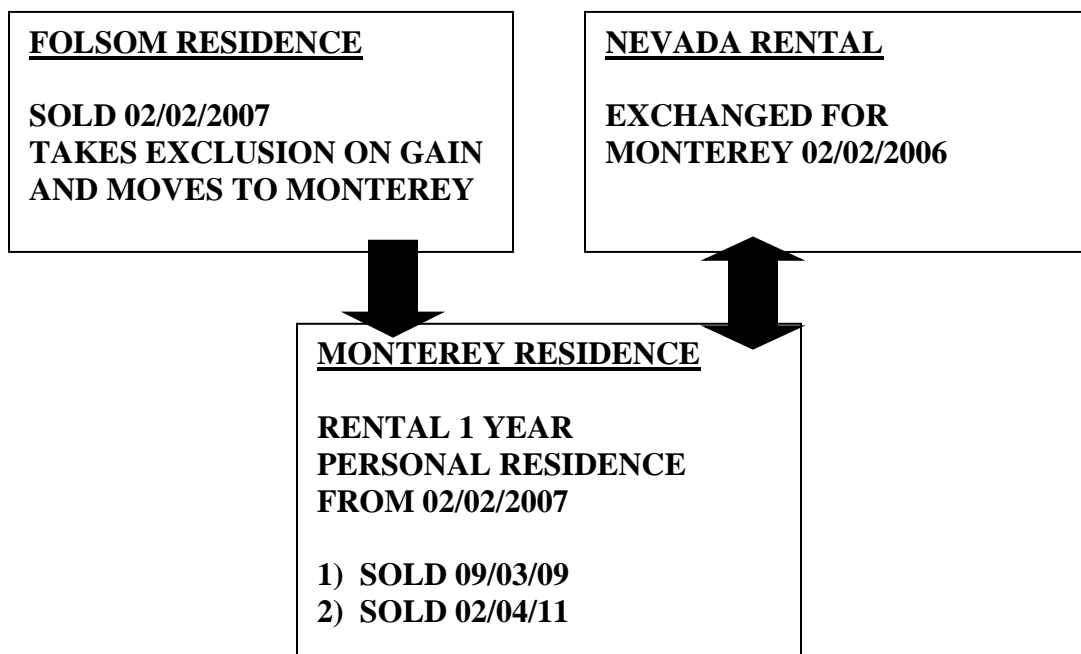 FOLSOM RESIDENCE
SOLD 02/02/2007
TAKES EXCLUSION ON GAIN
AND MOVES TO MONTEREY
NEVADA RENTAL
EXCHANGED FOR
MONTEREY 02/02/2006
MONTEREY RESIDENCE
RENTAL 1 YEAR
PERSONAL RESIDENCE
FROM 02/02/2007
1) SOLD 09/03/09
2) SOLD 02/04/11